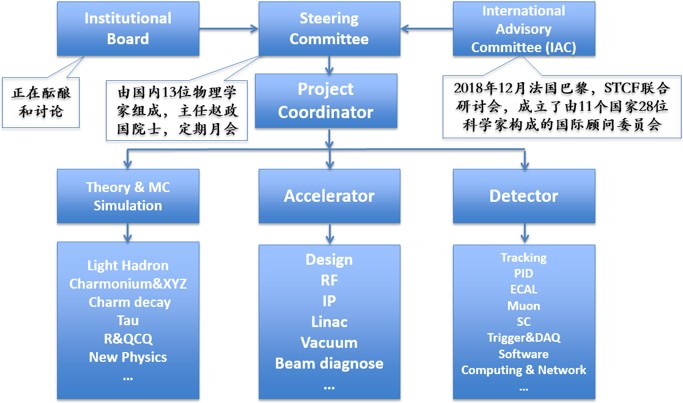 Institutional
Board
Steering
Committee
International
Advisory
Committee (IAC)
正在酝酿
和讨论
由国内13位物理学
家组成，主任赵政
国院士，定期月会
2018年12月法国巴黎，STCF联合
研讨会，成立了由11个国家28位
科学家构成的国际顾问委员会
Project
Coordinator
Theory & MC
Simulation
Accelerator
Detector
Light Hadron
Charmonium&XYZ
Charm decay
Tau
R&QCQ
New Physics
...
Design
RF
IP
Linac
Vacuum
Beam diagnose
...
Tracking
PID
ECAL
Muon
SC
Trigger&DAQ
Software
Computing & Network
...